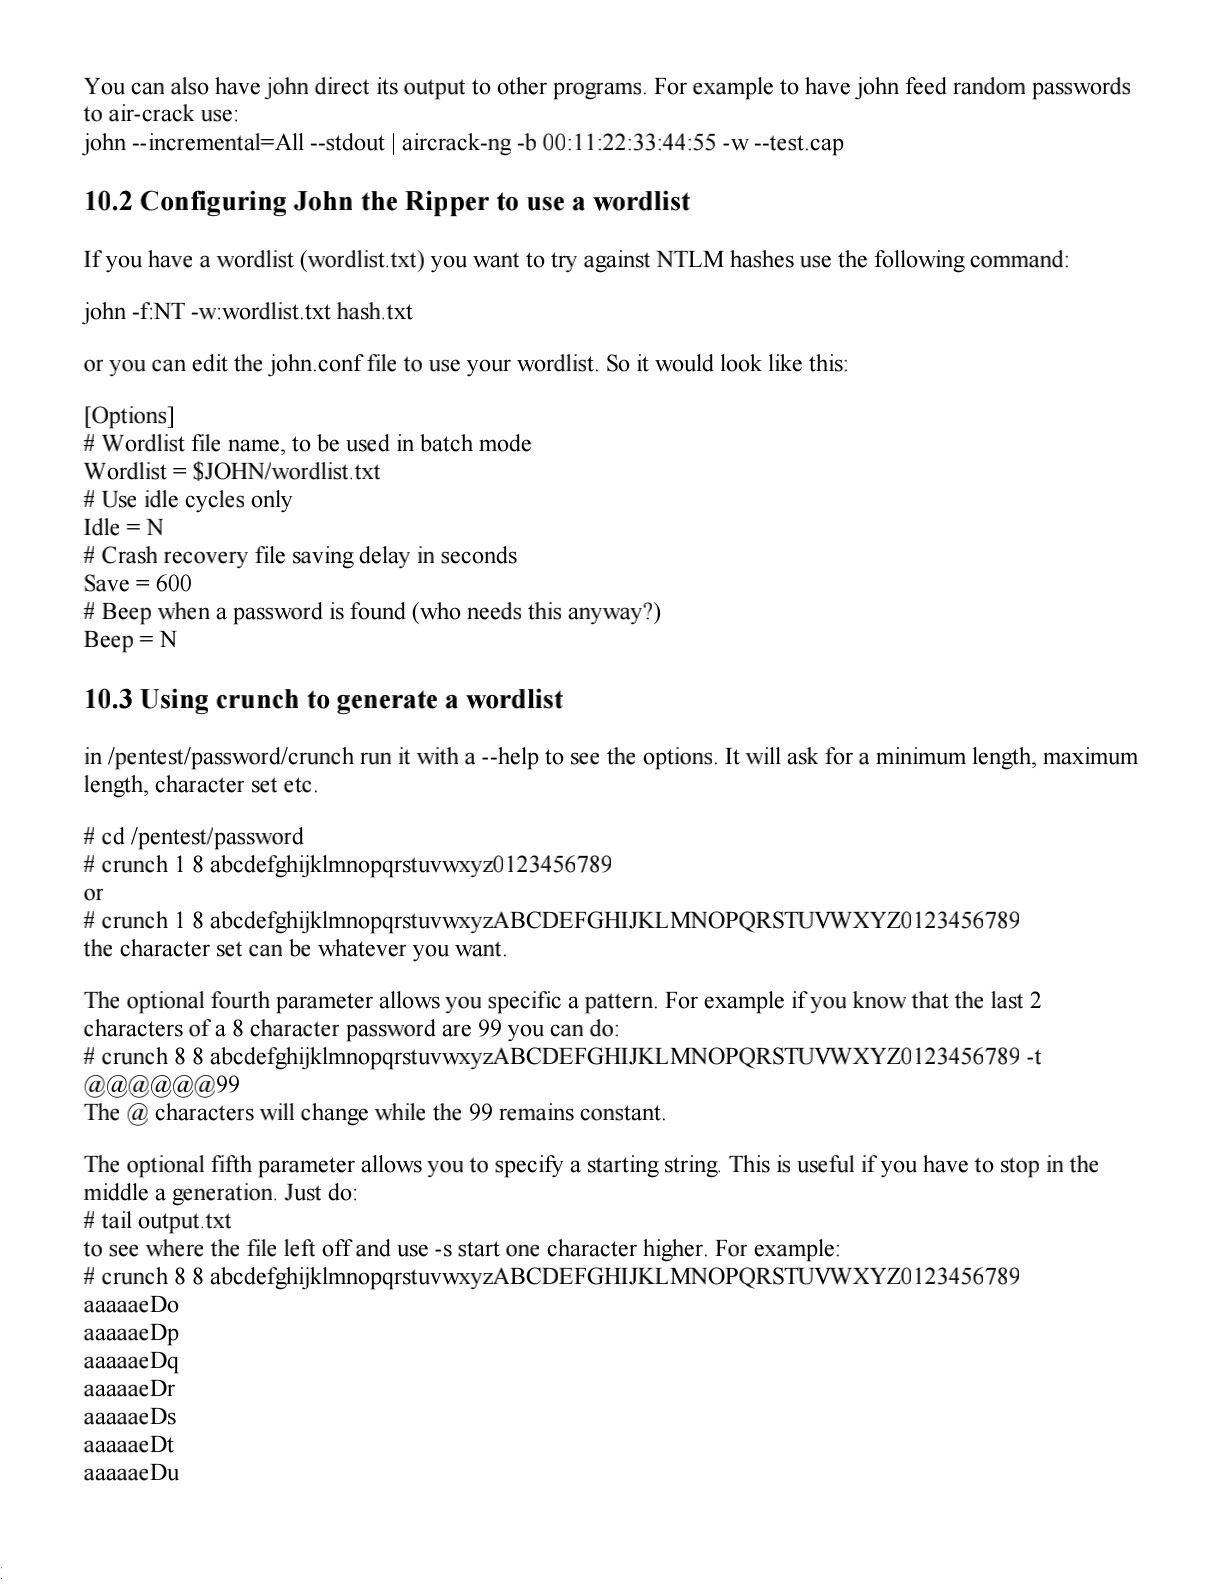 You can also have john direct its output to other programs. For example to have john feed random passwords
to air-crack use:
john --incremental=All --stdout | aircrack-ng -b 00:11:22:33:44:55 -w --test.cap
10.2 Configuring John the Ripper to use a wordlist
If you have a wordlist (wordlist.txt) you want to try against NTLM hashes use the following command:
john -f:NT -w:wordlist.txt hash.txt
or you can edit the john.conf file to use your wordlist. So it would look like this:
[Options]
# Wordlist file name, to be used in batch mode
Wordlist = $JOHN/wordlist.txt
# Use idle cycles only
Idle = N
# Crash recovery file saving delay in seconds
Save = 600
# Beep when a password is found (who needs this anyway?)
Beep = N
10.3 Using crunch to generate a wordlist
in /pentest/password/crunch run it with a --help to see the options. It will ask for a minimum length, maximum
length, character set etc.
# cd /pentest/password
# crunch 1 8 abcdefghijklmnopqrstuvwxyz0123456789
or
# crunch 1 8 abcdefghijklmnopqrstuvwxyzABCDEFGHIJKLMNOPQRSTUVWXYZ0123456789
the character set can be whatever you want.
The optional fourth parameter allows you specific a pattern. For example if you know that the last 2
characters of a 8 character password are 99 you can do:
# crunch 8 8 abcdefghijklmnopqrstuvwxyzABCDEFGHIJKLMNOPQRSTUVWXYZ0123456789 -t
@@@@@@99
The @ characters will change while the 99 remains constant.
The optional fifth parameter allows you to specify a starting string. This is useful if you have to stop in the
middle a generation. Just do:
# tail output.txt
to see where the file left off and use -s start one character higher. For example:
# crunch 8 8 abcdefghijklmnopqrstuvwxyzABCDEFGHIJKLMNOPQRSTUVWXYZ0123456789
aaaaaeDo
aaaaaeDp
aaaaaeDq
aaaaaeDr
aaaaaeDs
aaaaaeDt
aaaaaeDu